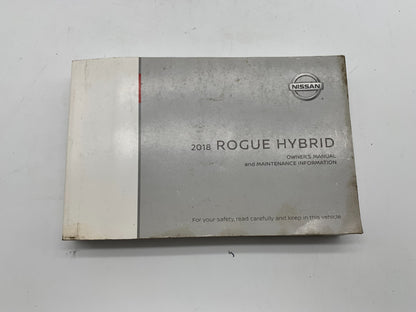 NISSAN
2018 ROGUE HYBRID
OWNER'S MANUAL
and MAINTENANCE INFORMATION
For your safety, read carefully and keep in this vehicle